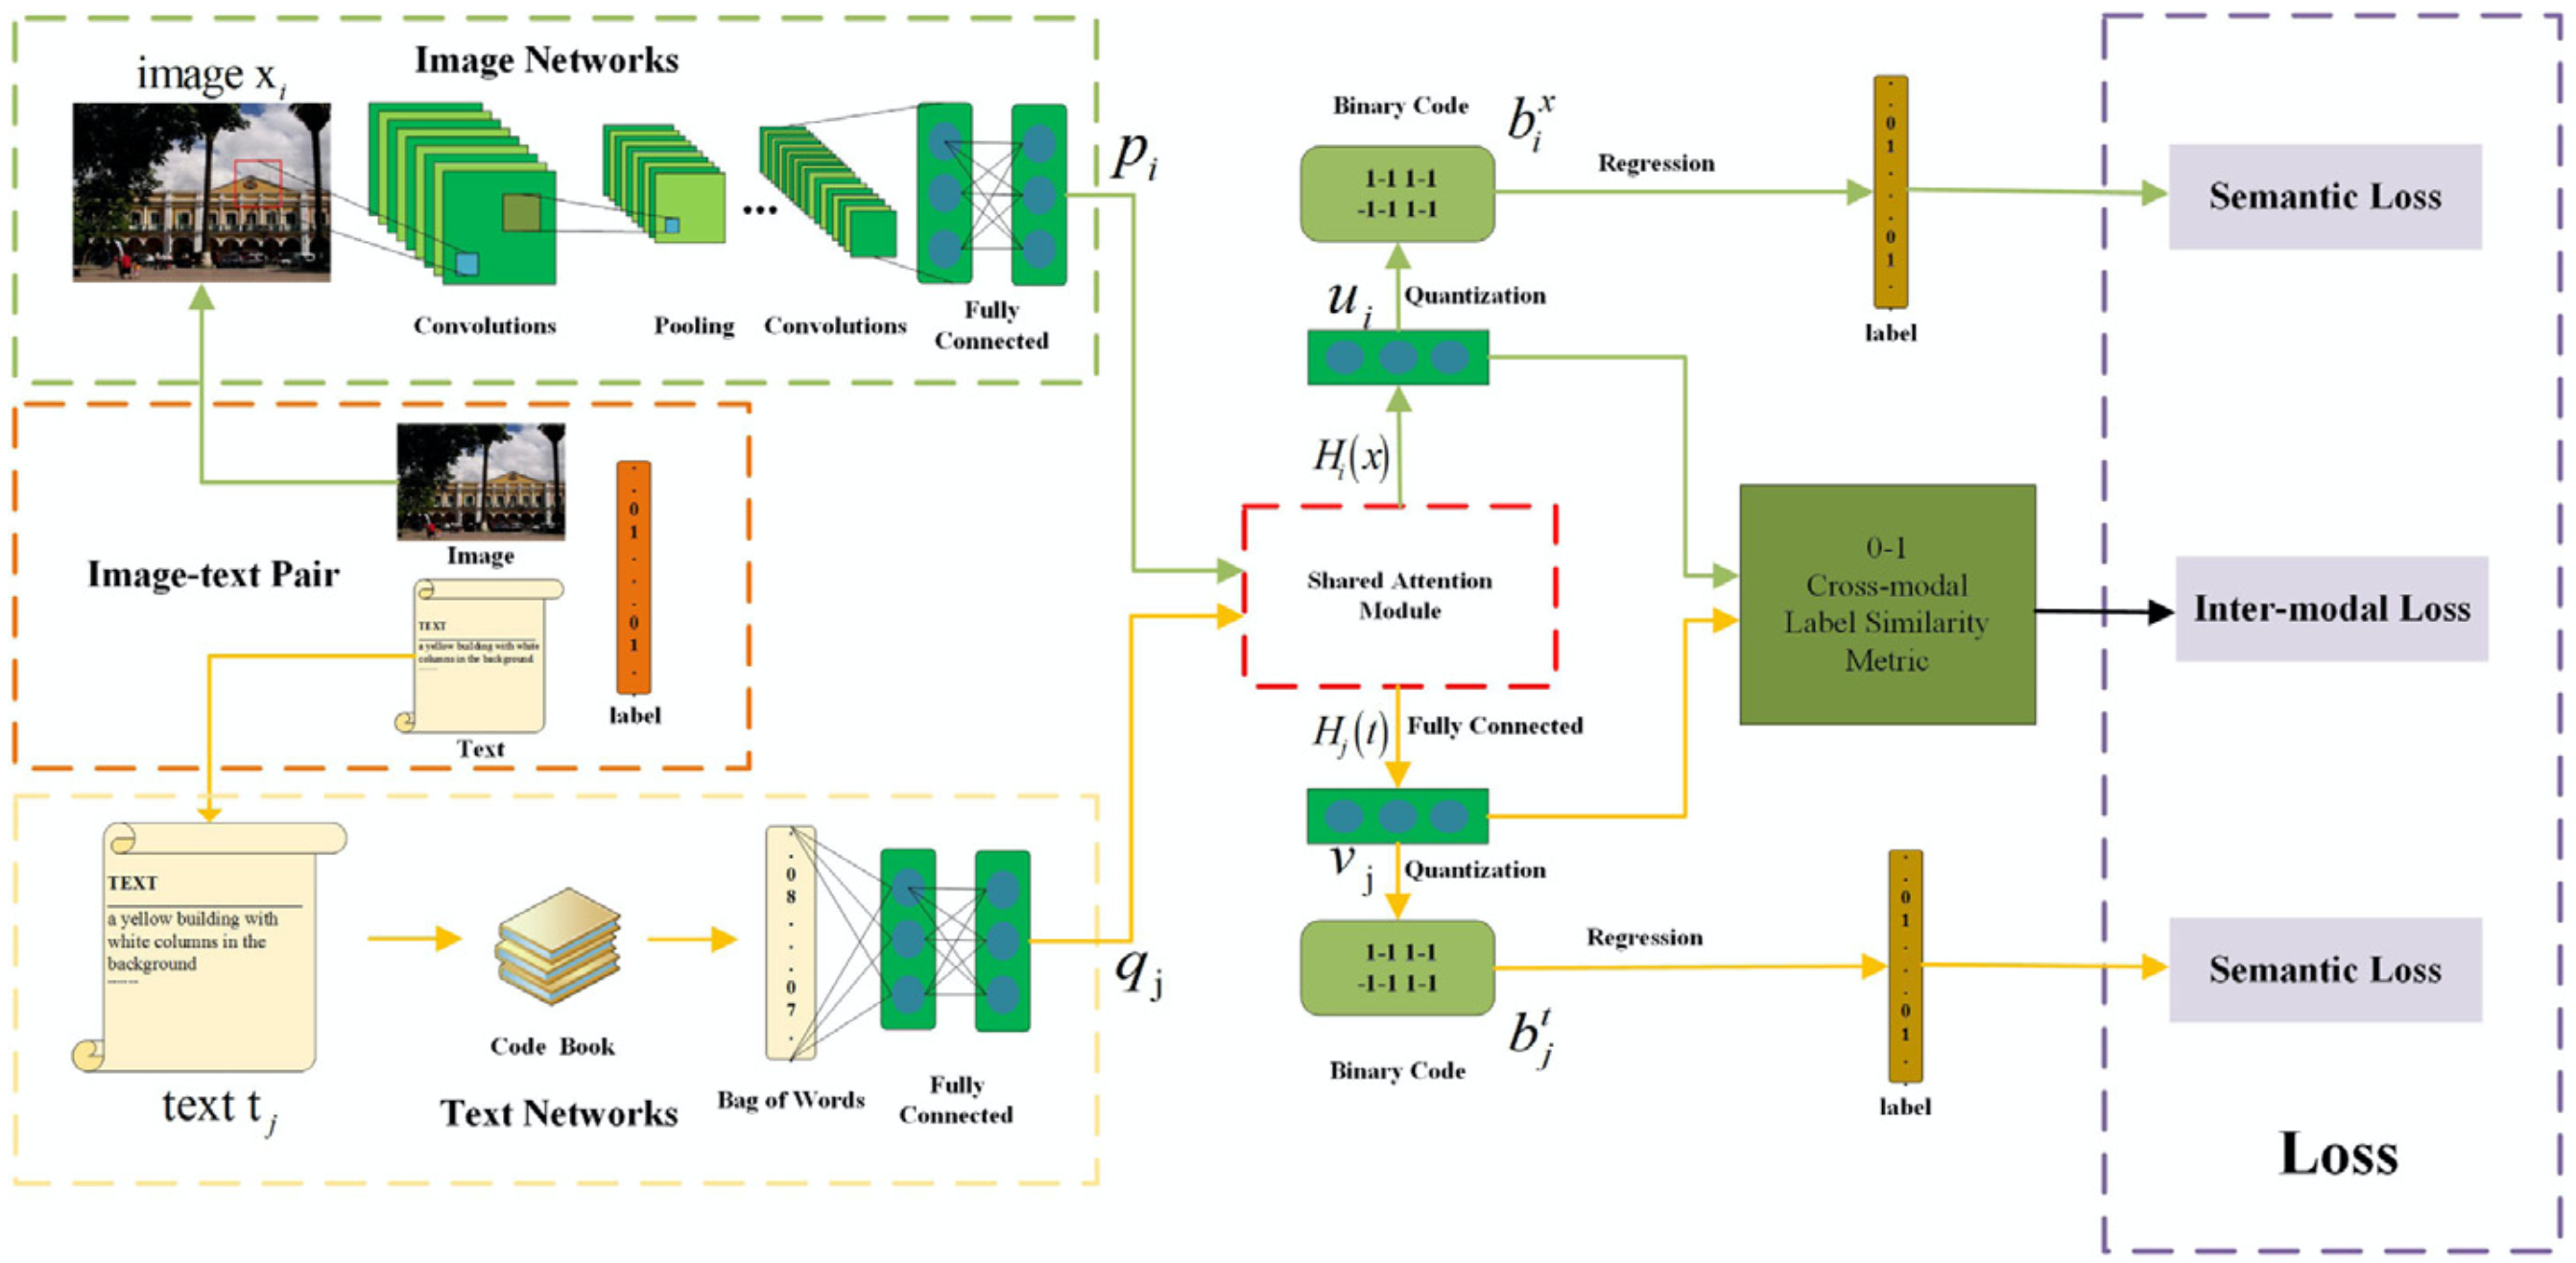 Image Networks
image x_i
Convolutions
Pooling
...
Convolutions
Fully
Connected
p_i
Image-text Pair
Image
TEXT
a yellow building with white
columns in the background
......
Text
.
.
0
1
.
.
.
0
1
.
label
TEXT
a yellow building with
white columns in the
background
......
text t_j
Code Book
Text Networks
.
.
0
8
.
.
.
0
7
.
Bag of Words
Fully
Connected
q_j
Binary Code
b_i^x
1-1 1-1
-1-1 1-1
Regression
u_i
Quantization
H_i(x)
Shared Attention
Module
H_j(t)
Fully Connected
v_j
Quantization
1-1 1-1
-1-1 1-1
Regression
b_j^t
Binary Code
.
.
0
1
.
.
.
0
1
.
label
0-1
Cross-modal
Label Similarity
Metric
.
.
0
1
.
.
.
0
1
.
label
Semantic Loss
Inter-modal Loss
Semantic Loss
Loss